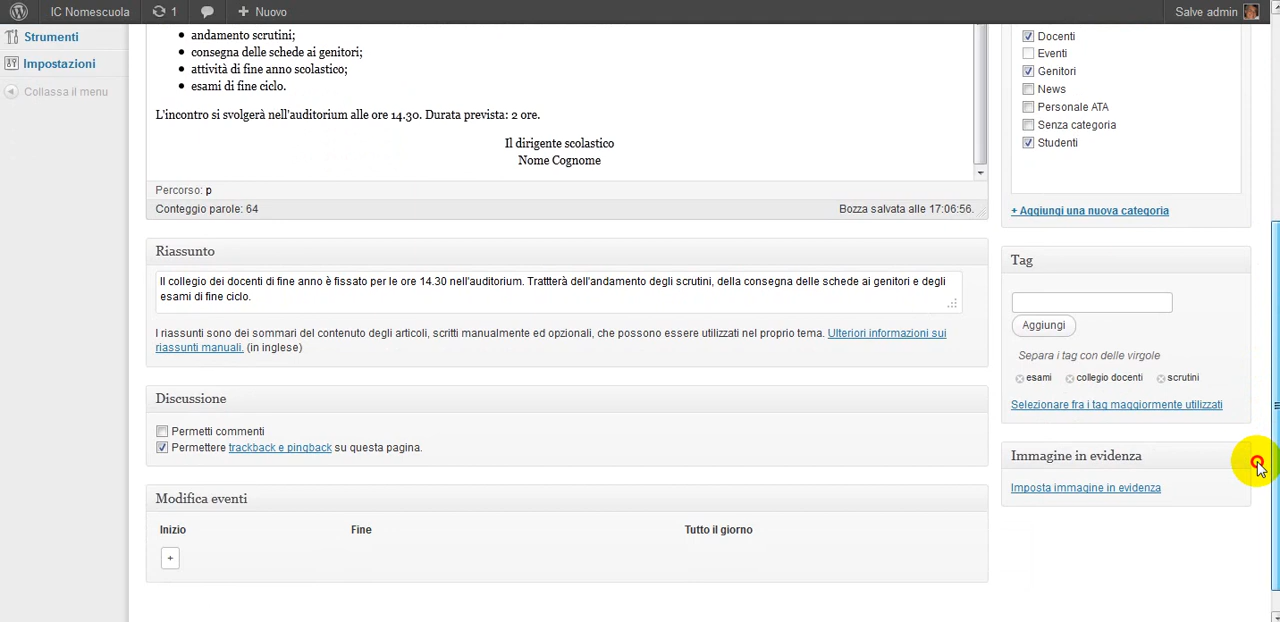 IC Nomescuola 1 Nuovo Salve admin
Strumenti
Impostazioni
Collassa il menu
andamento scrutini;
consegna delle schede ai genitori;
attività di fine anno scolastico;
esami di fine ciclo.
L'incontro si svolgerà nell'auditorium alle ore 14.30. Durata prevista: 2 ore.
Il dirigente scolastico
Nome Cognome
Percorso: p
Conteggio parole: 64 Bozza salvata alle 17:06:56.
Riassunto
Il collegio dei docenti di fine anno è fissato per le ore 14.30 nell'auditorium. Trattterà dell'andamento degli scrutini, della consegna delle schede ai genitori e degli
esami di fine ciclo.
I riassunti sono dei sommari del contenuto degli articoli, scritti manualmente ed opzionali, che possono essere utilizzati nel proprio tema. Ulteriori informazioni sui
riassunti manuali. (in inglese)
Discussione
Permetti commenti
Permettere trackback e pingback su questa pagina.
Modifica eventi
Inizio Fine Tutto il giorno
+
Docenti
Eventi
Genitori
News
Personale ATA
Senza categoria
Studenti
+ Aggiungi una nuova categoria
Tag
Aggiungi
Separa i tag con delle virgole
esami collegio docenti scrutini
Selezionare fra i tag maggiormente utilizzati
Immagine in evidenza
Imposta immagine in evidenza